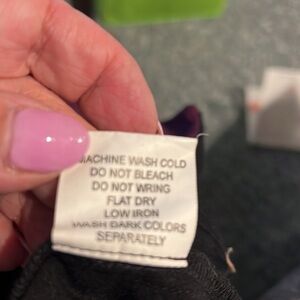 MACHINE WASH COLD
DO NOT BLEACH
DO NOT WRING
FLAT DRY
LOW IRON
WASH DARK COLORS
SEPARATELY